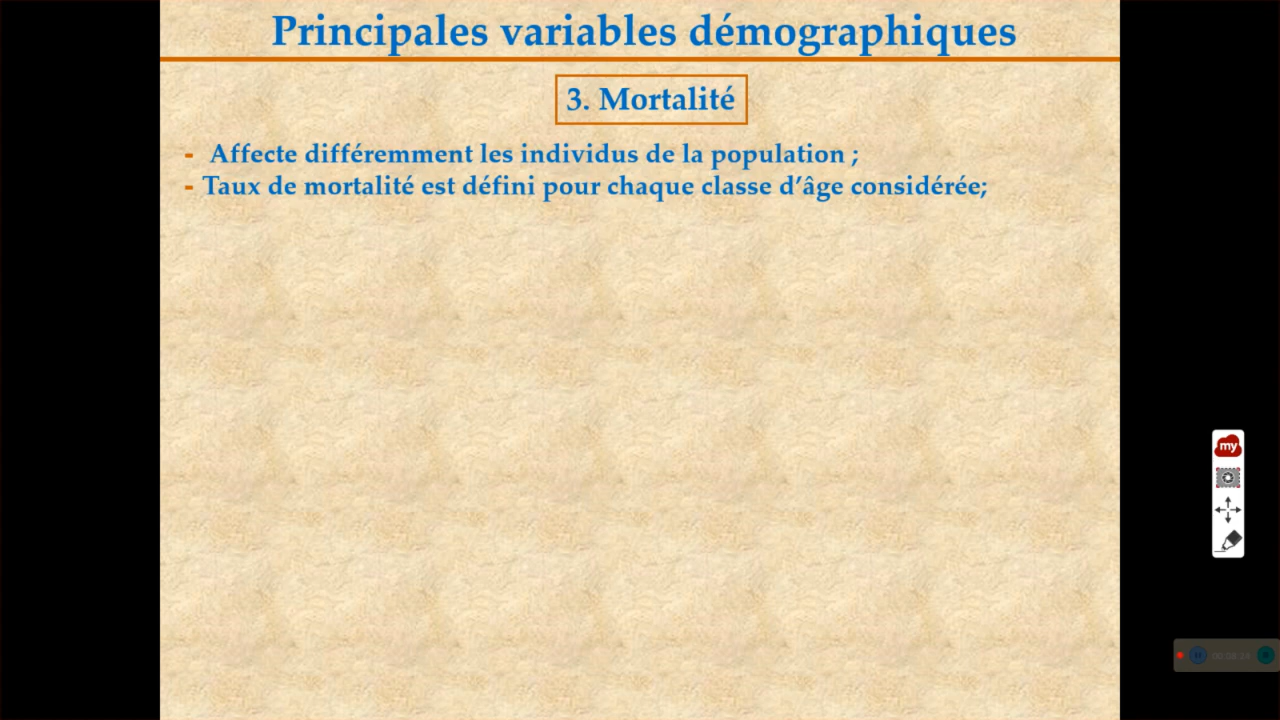 Principales variables démographiques
3. Mortalité
- Affecte différemment les individus de la population ;
- Taux de mortalité est défini pour chaque classe d’âge considérée;
my